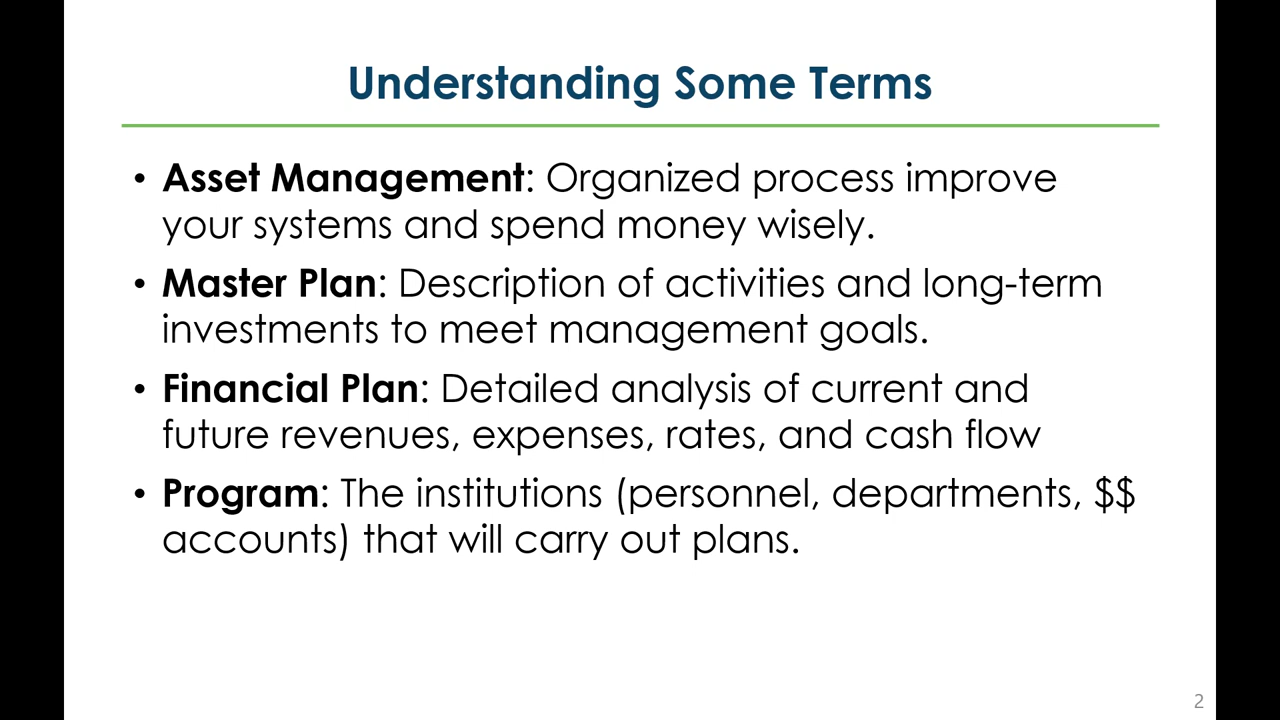 Understanding Some Terms
• Asset Management: Organized process improve
your systems and spend money wisely.
• Master Plan: Description of activities and long-term
investments to meet management goals.
• Financial Plan: Detailed analysis of current and
future revenues, expenses, rates, and cash flow
• Program: The institutions (personnel, departments, $$
accounts) that will carry out plans.
2